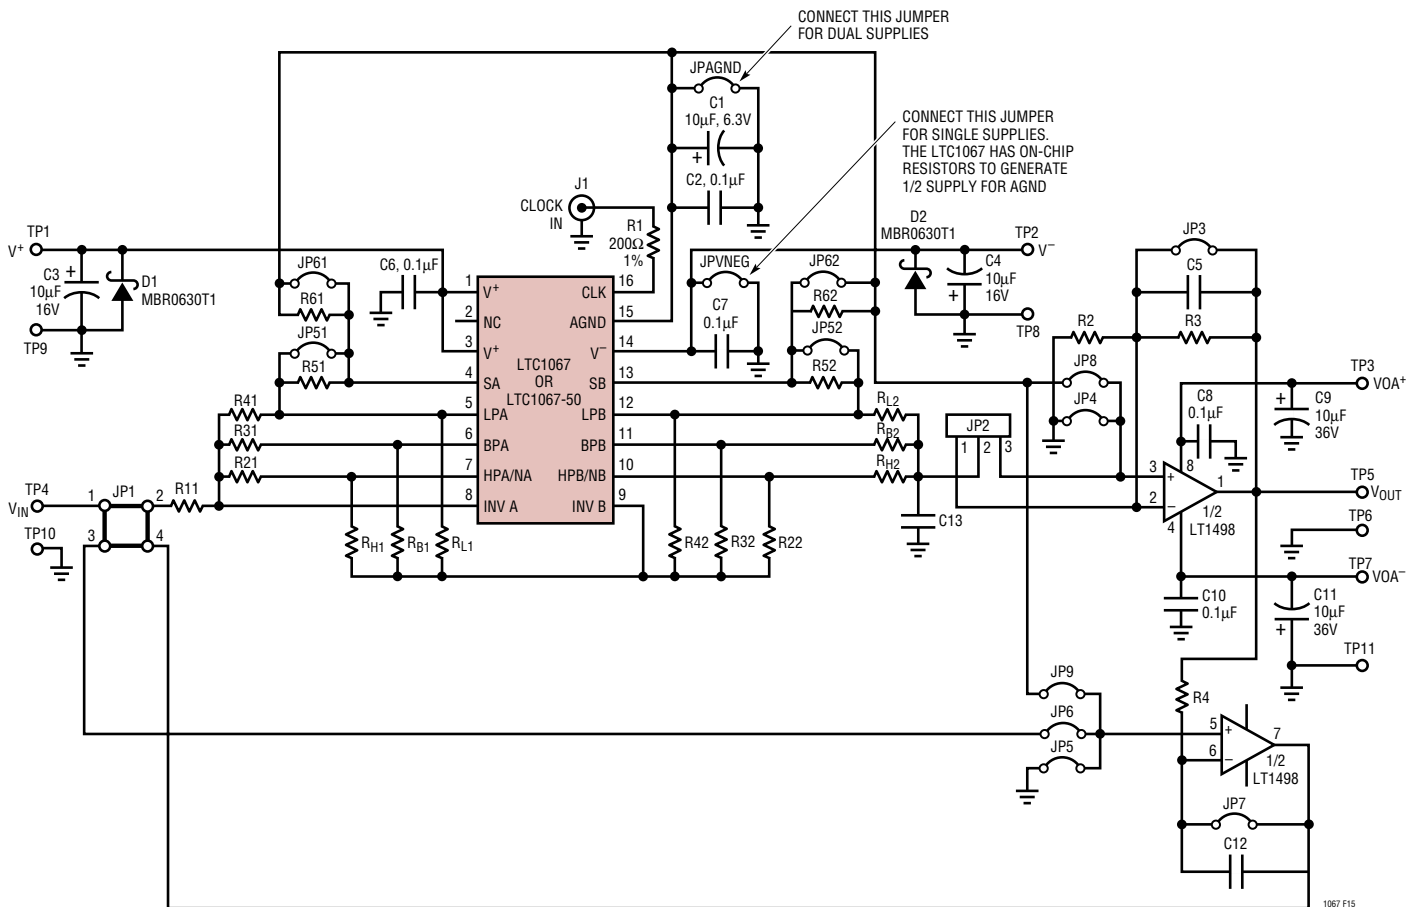 CONNECT THIS JUMPER
FOR DUAL SUPPLIES
JPAGND
C1
10µF, 6.3V
+
C2, 0.1µF
CONNECT THIS JUMPER
FOR SINGLE SUPPLIES.
THE LTC1067 HAS ON-CHIP
RESISTORS TO GENERATE
1/2 SUPPLY FOR AGND
J1
CLOCK
IN
R1
200Ω
1%
TP1
V+
C3
10µF
16V
+
D1
MBR0630T1
TP9
JP61
R61
JP51
R51
C6, 0.1µF
1
2
3
4
5
6
7
8
V+
NC
V+
SA
LPA
BPA
HPA/NA
INV A
LTC1067
OR
LTC1067-50
CLK
AGND
V–
SB
LPB
BPB
HPB/NB
INV B
16
15
14
13
12
11
10
9
JPVNEG
C7
0.1µF
JP62
R62
JP52
R52
D2
MBR0630T1
C4
10µF
16V
+
TP2
V–
TP8
JP3
C5
R3
R2
JP8
JP4
C8
0.1µF
TP3
VOA+
+
C9
10µF
36V
R41
R31
R21
RL2
RB2
RH2
JP2
1 2 3
C13
3
+
2
–
8
4
1
1/2
LT1498
TP5
VOUT
TP6
TP7
VOA–
C10
0.1µF
C11
10µF
36V
+
TP11
TP4
VIN
TP10
1 JP1 2
3 4
R11
RH1
RB1
RL1
R42
R32
R22
JP9
JP6
JP5
R4
5
+
6
–
7
1/2
LT1498
JP7
C12
1067 F15